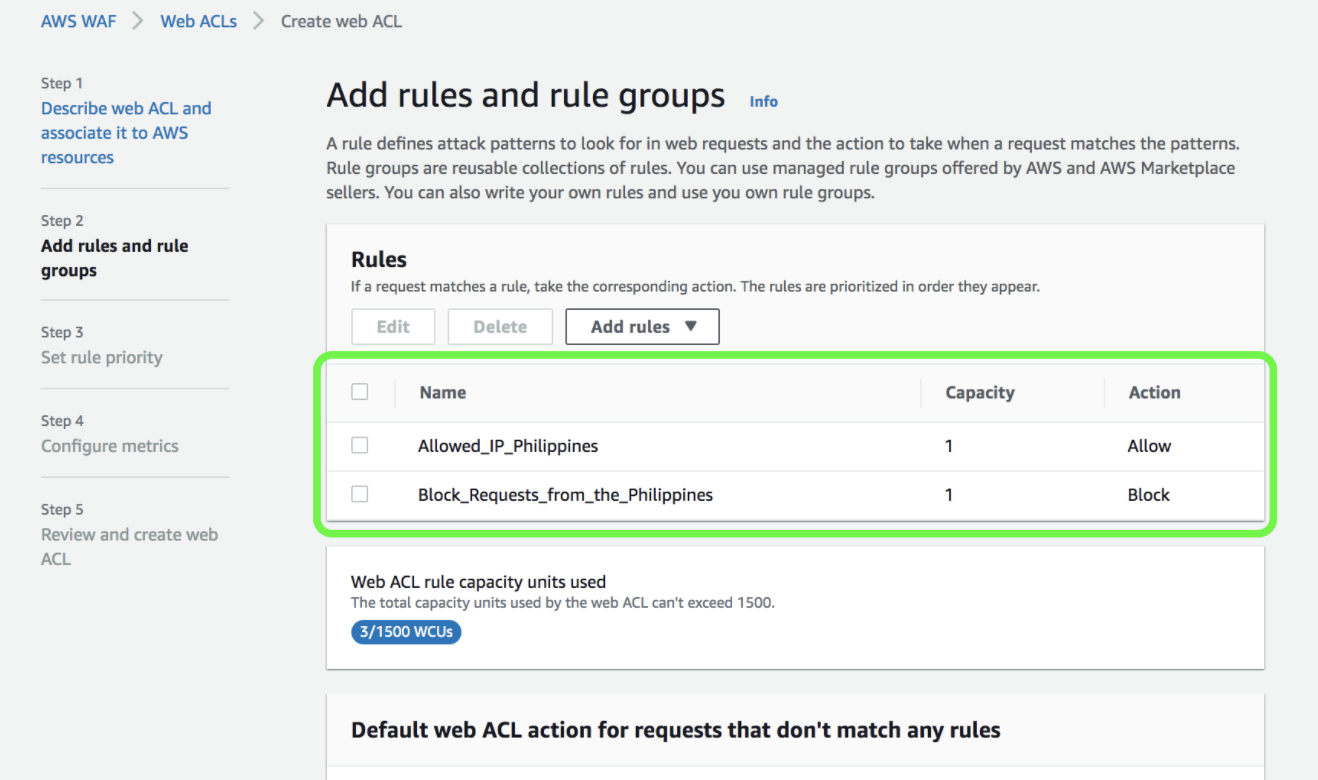 AWS WAF > Web ACLs > Create web ACL
Step 1
Describe web ACL and
associate it to AWS
resources
Step 2
Add rules and rule
groups
Step 3
Set rule priority
Step 4
Configure metrics
Step 5
Review and create web
ACL
Add rules and rule groups Info
A rule defines attack patterns to look for in web requests and the action to take when a request matches the patterns.
Rule groups are reusable collections of rules. You can use managed rule groups offered by AWS and AWS Marketplace
sellers. You can also write your own rules and use you own rule groups.
Rules
If a request matches a rule, take the corresponding action. The rules are prioritized in order they appear.
Edit Delete Add rules ▼
Name Capacity Action
Allowed_IP_Philippines 1 Allow
Block_Requests_from_the_Philippines 1 Block
Web ACL rule capacity units used
The total capacity units used by the web ACL can't exceed 1500.
3/1500 WCUs
Default web ACL action for requests that don't match any rules